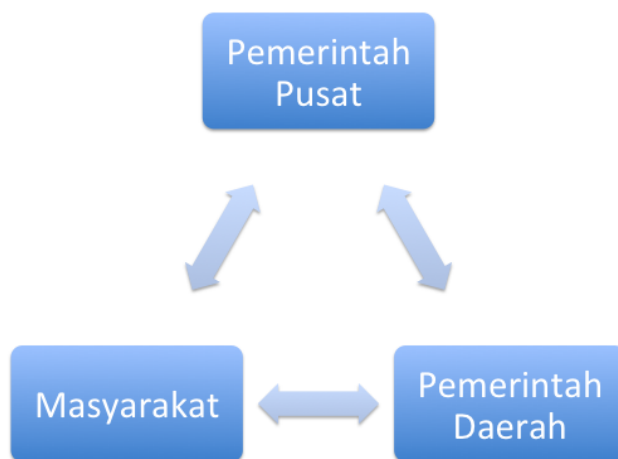 Pemerintah
Pusat
Masyarakat
Pemerintah
Daerah